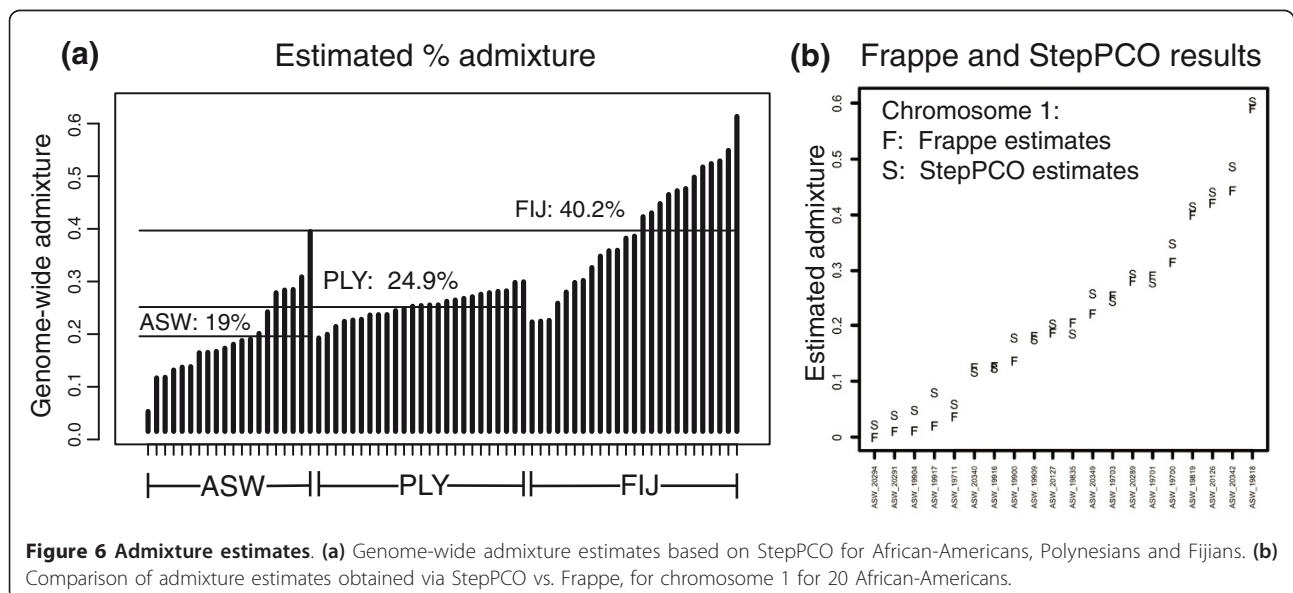 (a) Estimated % admixture
Genome-wide admixture
0.0 0.1 0.2 0.3 0.4 0.5 0.6
FIJ: 40.2%
PLY: 24.9%
ASW: 19%
ASW PLY FIJ
(b) Frappe and StepPCO results
Estimated admixture
0 0.1 0.2 0.3 0.4 0.5 0.6
Chromosome 1:
F: Frappe estimates
S: StepPCO estimates
ASW_20294
ASW_20291
ASW_19904
ASW_19917
ASW_19711
ASW_20340
ASW_19916
ASW_19900
ASW_19909
ASW_20127
ASW_19835
ASW_20349
ASW_19703
ASW_20289
ASW_19701
ASW_19700
ASW_19819
ASW_20126
ASW_20342
ASW_19818
Figure 6 Admixture estimates. (a) Genome-wide admixture estimates based on StepPCO for African-Americans, Polynesians and Fijians. (b)
Comparison of admixture estimates obtained via StepPCO vs. Frappe, for chromosome 1 for 20 African-Americans.